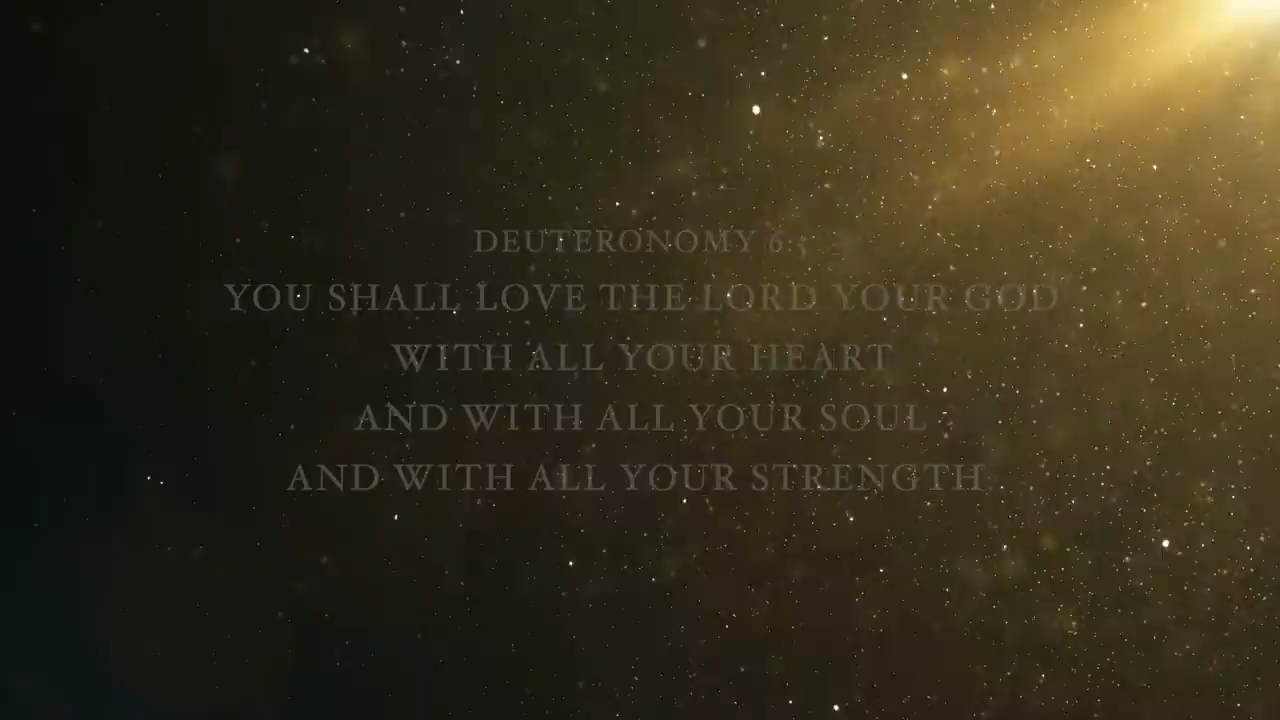 DEUTERONOMY 6:5
YOU SHALL LOVE THE LORD YOUR GOD
WITH ALL YOUR HEART
AND WITH ALL YOUR SOUL
AND WITH ALL YOUR STRENGTH